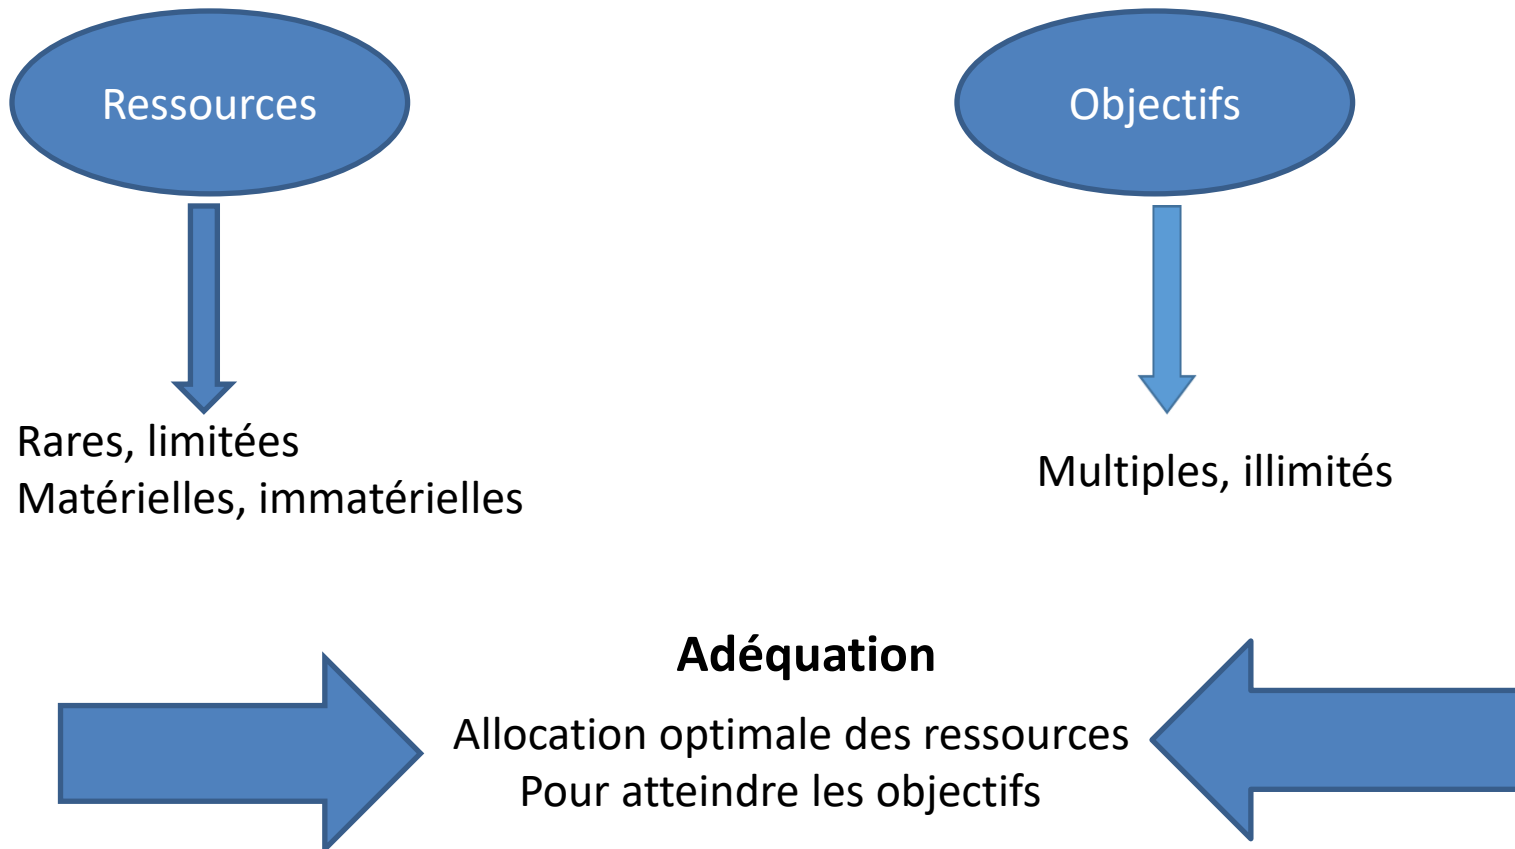 Ressources
Objectifs
Rares, limitées
Matérielles, immatérielles
Multiples, illimités
Adéquation
Allocation optimale des ressources
Pour atteindre les objectifs